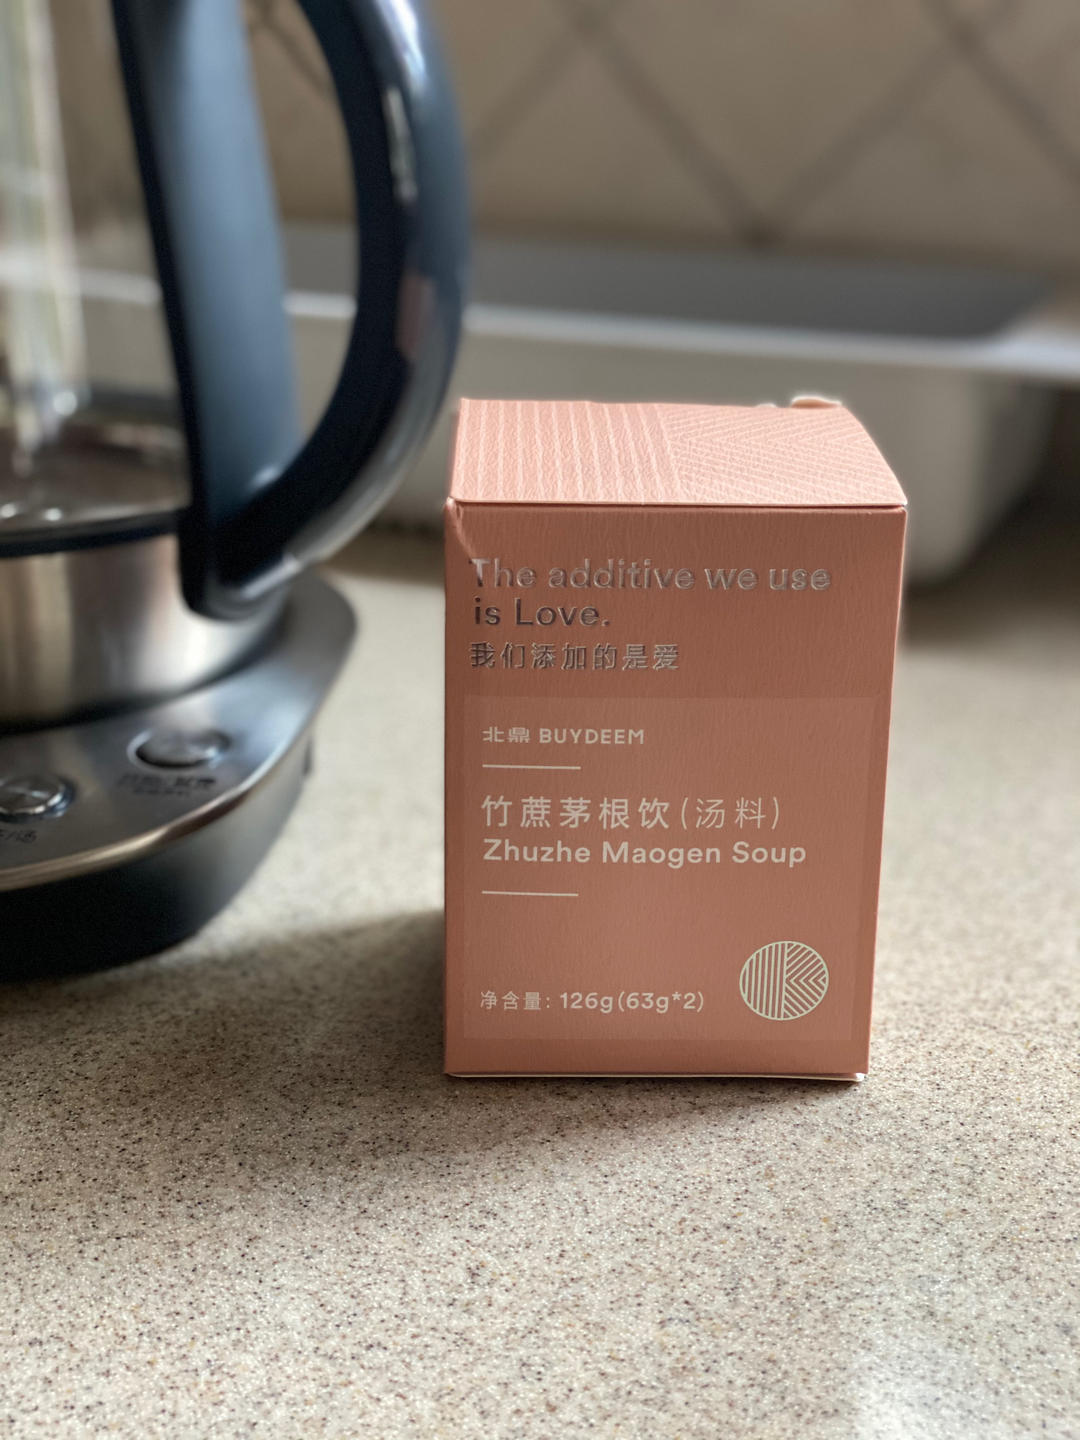 The additive we use
is Love.
我们添加的是爱
北鼎 BUYDEEM
竹蔗茅根饮(汤料)
Zhuzhe Maogen Soup
净含量: 126g(63g*2)